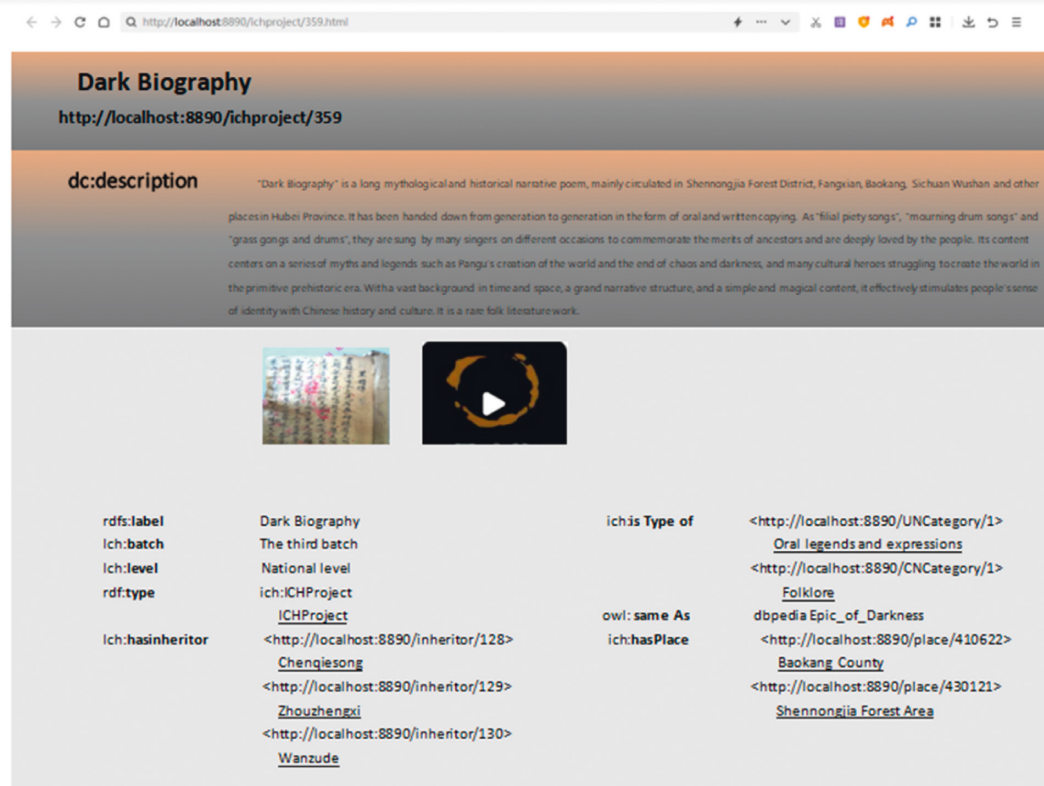 http://localhost:8890/ichproject/359.html
Dark Biography
http://localhost:8890/ichproject/359
dc:description
"Dark Biography" is a long mythological and historical narrative poem, mainly circulated in Shennongjia Forest District, Fangxian, Baokang, Sichuan Wushan and other
places in Hubei Province. It has been handed down from generation to generation in the form of oral and written copying. As "filial piety songs", "mourning drum songs" and
"grass gongs and drums", they are sung by many singers on different occasions to commemorate the merits of ancestors and are deeply loved by the people. Its content
centers on a series of myths and legends such as Pangu's creation of the world and the end of chaos and darkness, and many cultural heroes struggling to create the world in
the primitive prehistoric era. With a vast background in time and space, a grand narrative structure, and a simple and magical content, it effectively stimulates people's sense
of identity with Chinese history and culture. It is a rare folk literature work.
rdfs:label Dark Biography
Ich:batch The third batch
Ich:level National level
rdf:type ich:ICHProject
ICHProject
Ich:hasinheritor <http://localhost:8890/inheritor/128>
Chenqiesong
<http://localhost:8890/inheritor/129>
Zhouzhengxi
<http://localhost:8890/inheritor/130>
Wanzude
ich:is Type of <http://localhost:8890/UNCategory/1>
Oral legends and expressions
<http://localhost:8890/CNCategory/1>
Folklore
owl: same As dbpedia Epic_of_Darkness
ich:hasPlace <http://localhost:8890/place/410622>
Baokang County
<http://localhost:8890/place/430121>
Shennongjia Forest Area